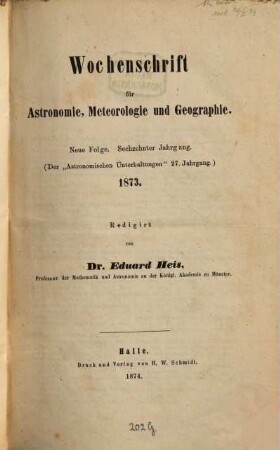 Wochenschrift
für
Astronomie, Meteorologie und Geographie.
Neue Folge. Sechzehnter Jahrgang.
(Der „Astronomischen Unterhaltungen" 27. Jahrgang.)
1873.
Redigirt
von
Dr. Eduard Heis,
Professor der Mathematik und Astronomie an der Königl. Akademie zu Münster.
Halle.
Druck und Verlag von H. W. Schmidt.
1874.
202 G.